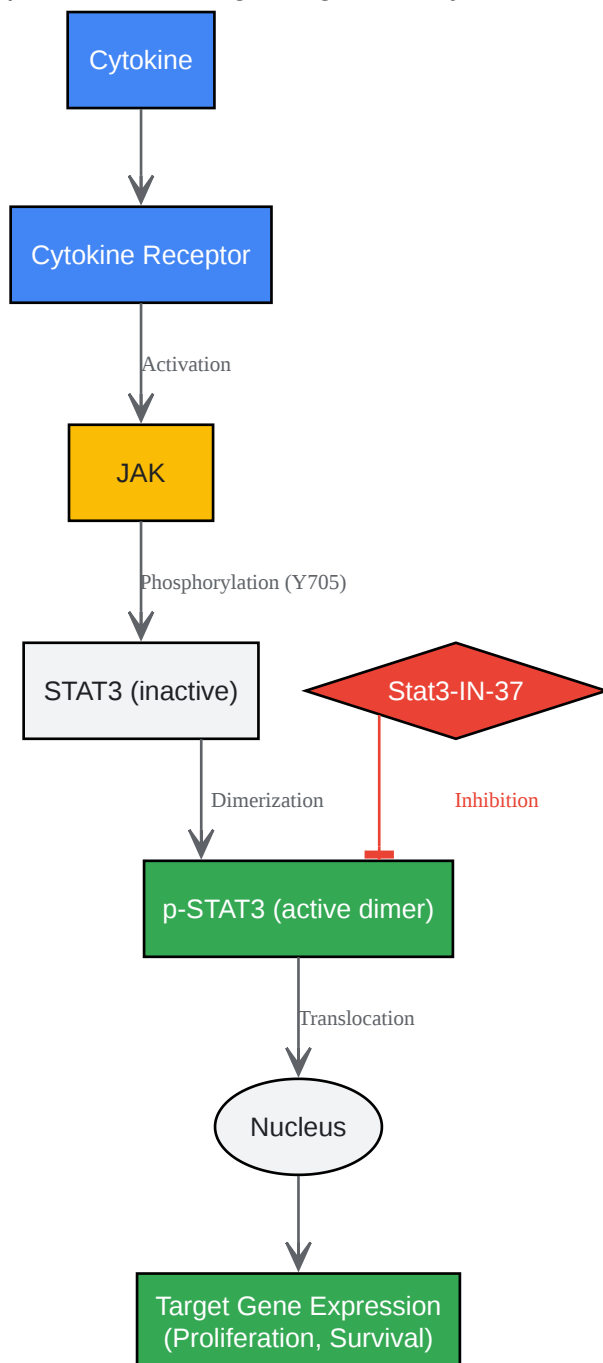 Cytokine
Cytokine Receptor
Activation
JAK
Phosphorylation (Y705)
STAT3 (inactive)
Stat3-IN-37
Dimerization
Inhibition
p-STAT3 (active dimer)
Translocation
Nucleus
Target Gene Expression
(Proliferation, Survival)